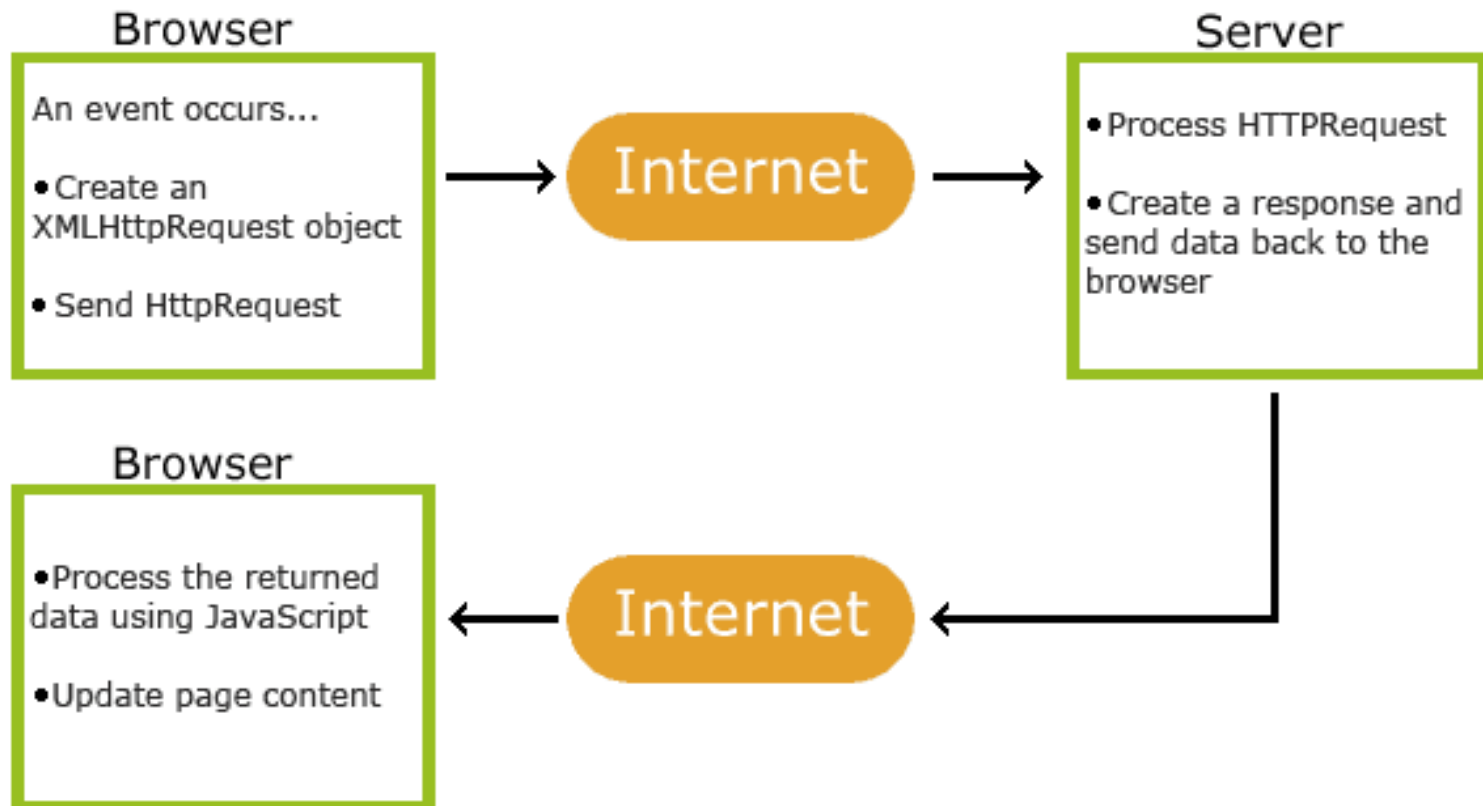 Browser
An event occurs...
•Create an
XMLHttpRequest object
• Send HttpRequest
Internet
Server
•Process HTTPRequest
•Create a response and
send data back to the
browser
Browser
•Process the returned
data using JavaScript
•Update page content
Internet